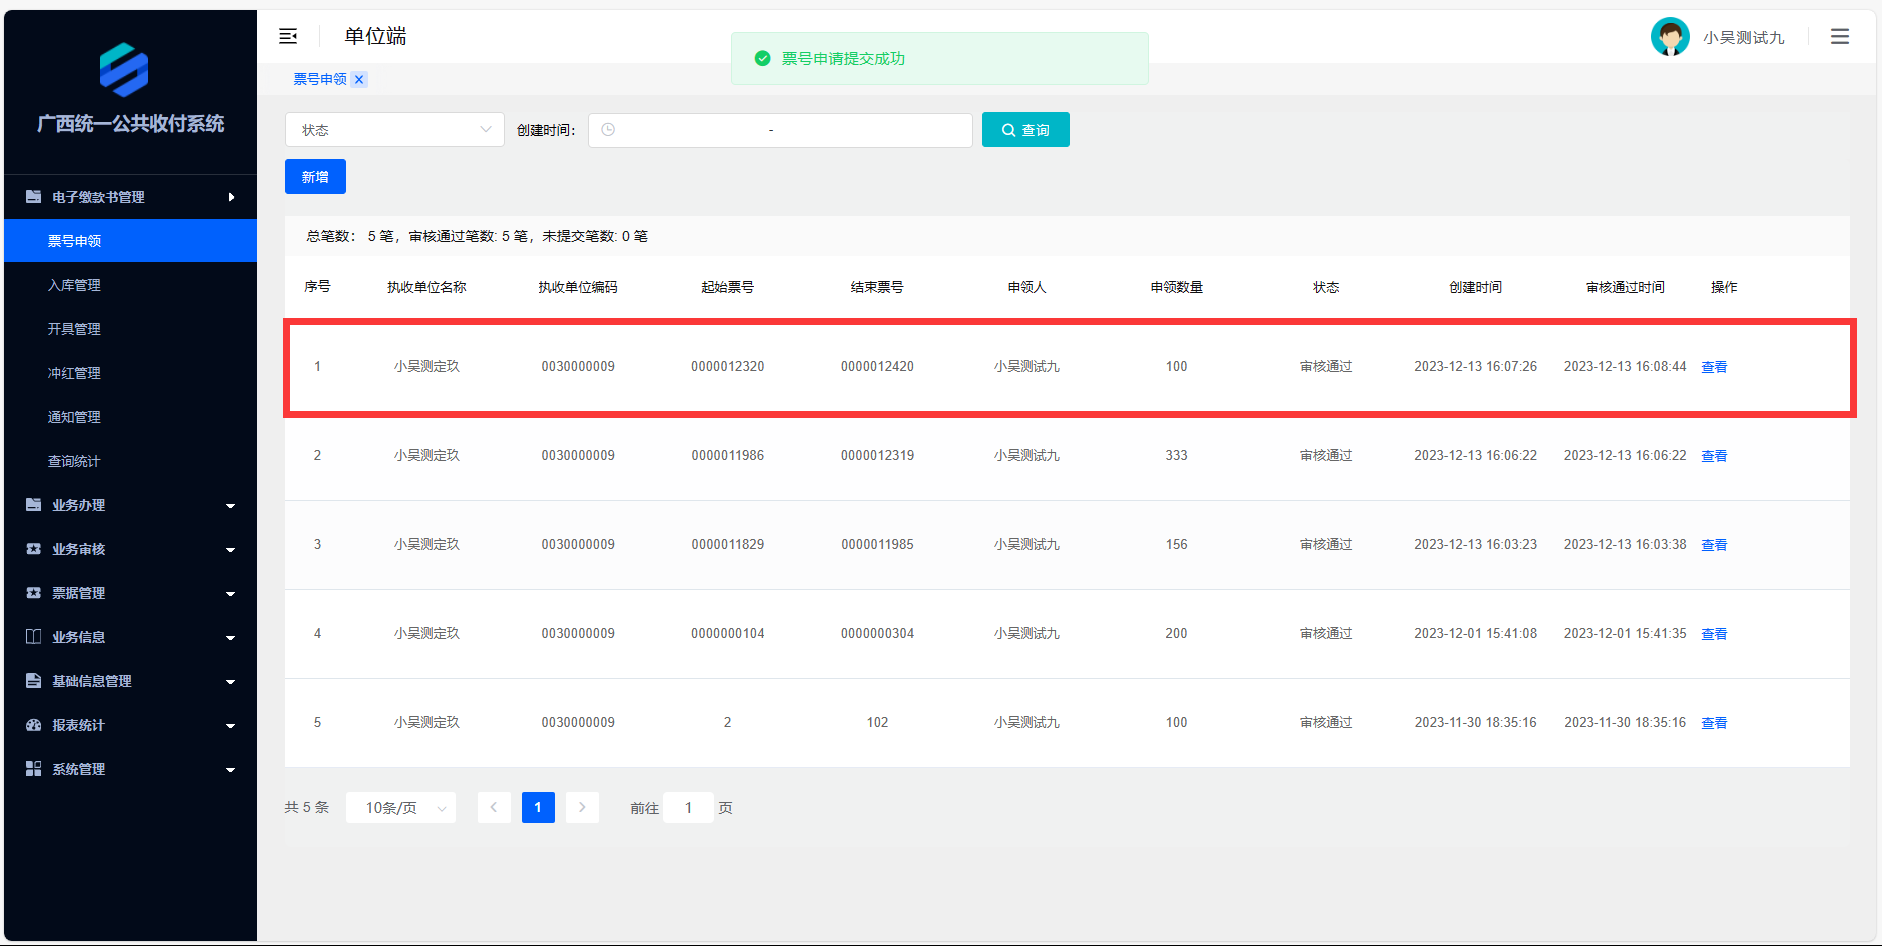 单位端
小吴测试九
票号申请提交成功
广西统一公共收付系统
票号申领
状态 创建时间： - 查询
新增
电子缴款书管理
票号申领
入库管理
开具管理
冲红管理
通知管理
查询统计
业务办理
业务审核
票据管理
业务信息
基础信息管理
报表统计
系统管理
总笔数： 5 笔，审核通过笔数: 5 笔，未提交笔数: 0 笔
序号 执收单位名称 执收单位编码 起始票号 结束票号 申领人 申领数量 状态 创建时间 审核通过时间 操作
1 小吴测定玖 0030000009 0000012320 0000012420 小吴测试九 100 审核通过 2023-12-13 16:07:26 2023-12-13 16:08:44 查看
2 小吴测定玖 0030000009 0000011986 0000012319 小吴测试九 333 审核通过 2023-12-13 16:06:22 2023-12-13 16:06:22 查看
3 小吴测定玖 0030000009 0000011829 0000011985 小吴测试九 156 审核通过 2023-12-13 16:03:23 2023-12-13 16:03:38 查看
4 小吴测定玖 0030000009 0000000104 0000000304 小吴测试九 200 审核通过 2023-12-01 15:41:08 2023-12-01 15:41:35 查看
5 小吴测定玖 0030000009 2 102 小吴测试九 100 审核通过 2023-11-30 18:35:16 2023-11-30 18:35:16 查看
共 5 条 10条/页 1 前往 1 页